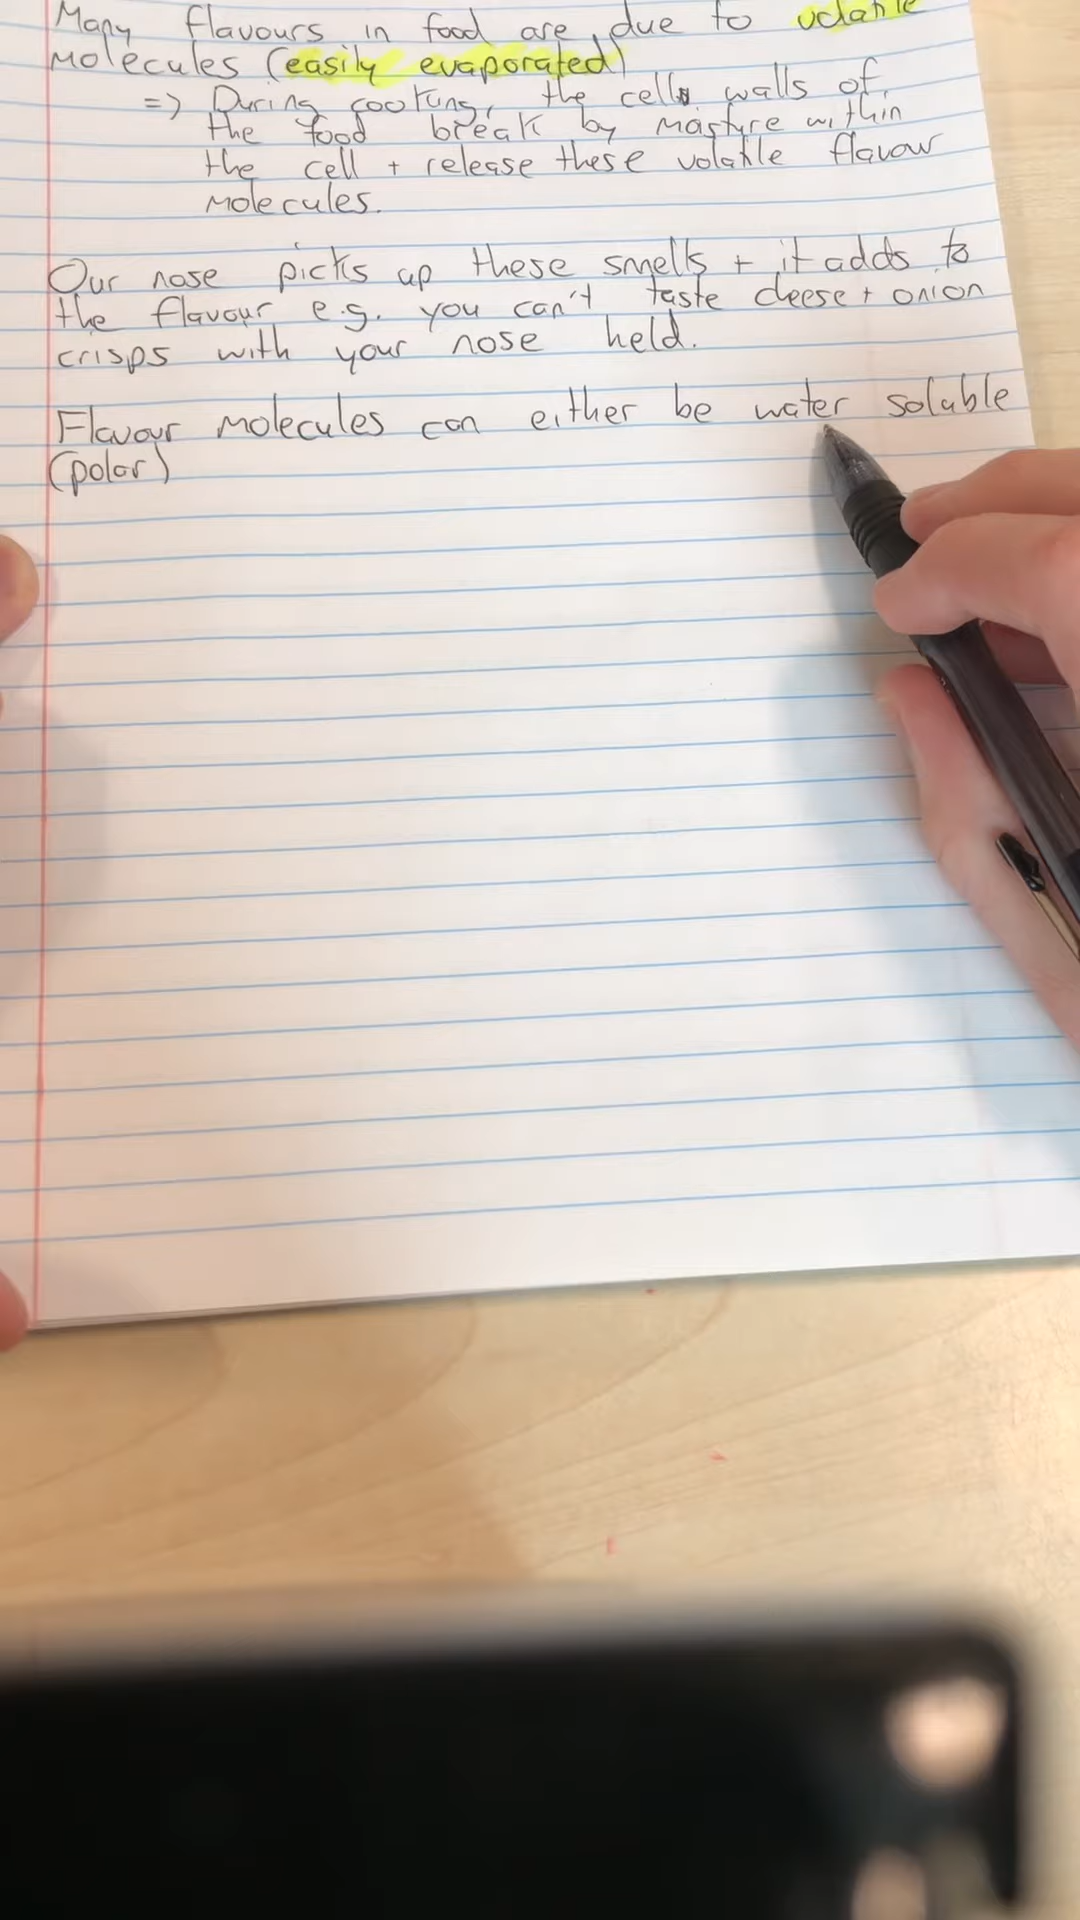 Many flavours in food are due to volatile
molecules (easily evaporated)
=> During cooking, the cell walls of
the food break by mositure within
the cell + release these volatile flavour
molecules.
Our nose picks up these smells + it adds to
the flavour e.g. you can't taste cheese + onion
crisps with your nose held.
Flavour molecules can either be water soluble
(polar)